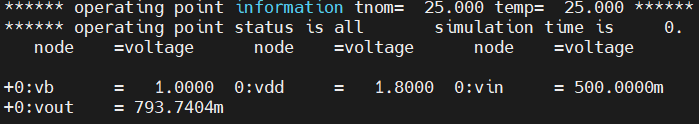 ****** operating point information tnom=  25.000 temp=  25.000 ******
****** operating point status is all       simulation time is     0.
   node    =voltage      node    =voltage      node    =voltage

+0:vb      =   1.0000  0:vdd     =   1.8000  0:vin     = 500.0000m
+0:vout    = 793.7404m